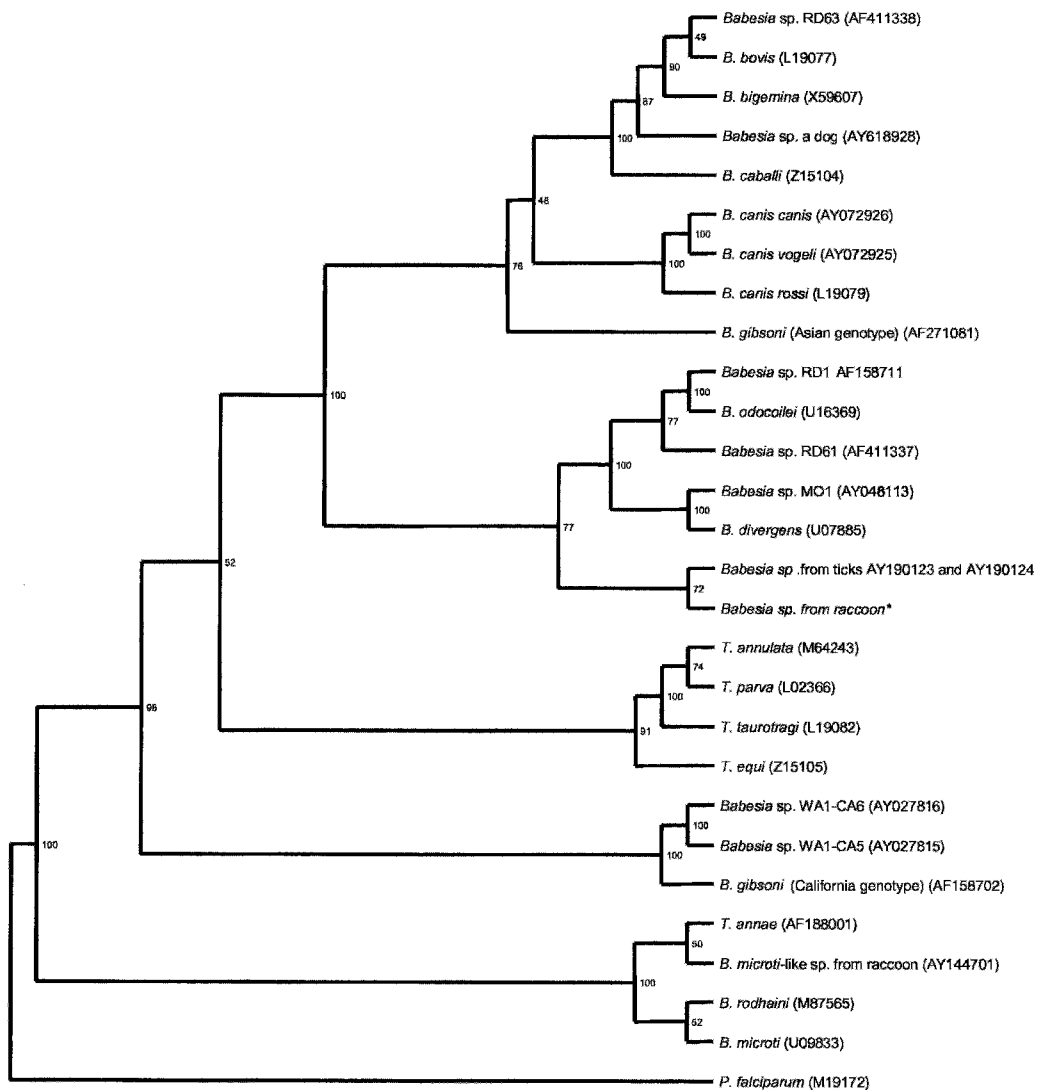 Babesia sp. RD63 (AF411338)
49
B. bovis (L19077)
90
B. bigemina (X59607)
87
Babesia sp. a dog (AY618928)
100
B. caballi (Z15104)
46
B. canis canis (AY072926)
100
B. canis vogeli (AY072925)
100
B. canis rossi (L19079)
76
B. gibsoni (Asian genotype) (AF271081)
100
Babesia sp. RD1 AF158711
100
B. odocoilei (U16369)
77
Babesia sp. RD61 (AF411337)
100
Babesia sp. MO1 (AY048113)
100
B. divergens (U07885)
77
Babesia sp .from ticks AY190123 and AY190124
72
Babesia sp. from raccoon*
52
T. annulata (M64243)
74
T. parva (L02366)
100
T. taurotragi (L19082)
91
T. equi (Z15105)
96
Babesia sp. WA1-CA6 (AY027816)
100
Babesia sp. WA1-CA5 (AY027815)
100
B. gibsoni (California genotype) (AF158702)
100
T. annae (AF188001)
50
B. microti-like sp. from raccoon (AY144701)
100
B. rodhaini (M87565)
52
B. microti (U09833)
P. falciparum (M19172)